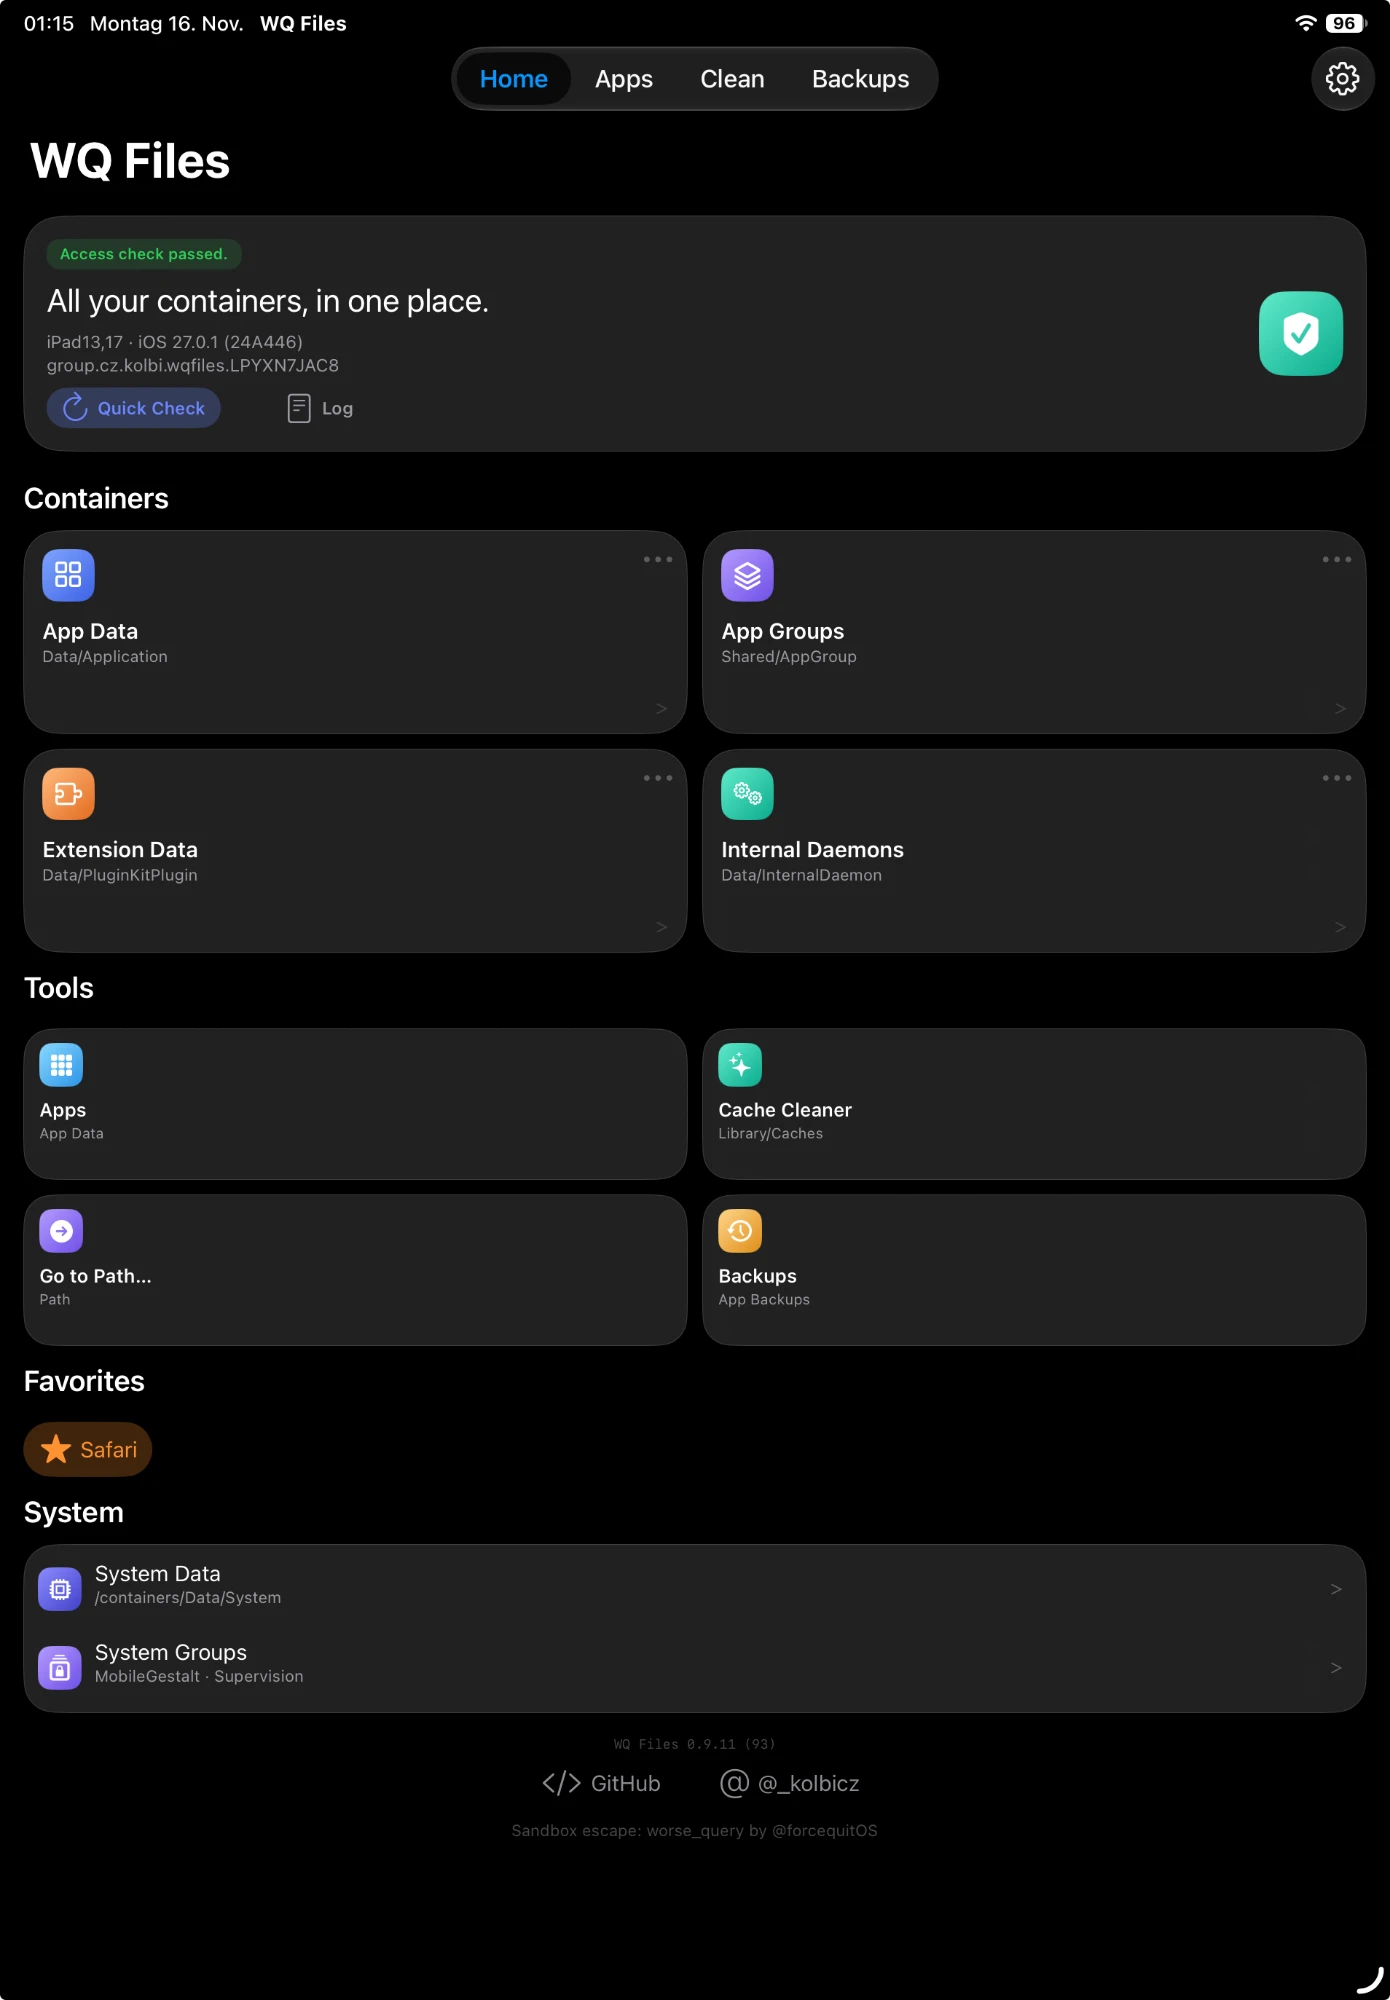 01:15 Montag 16. Nov. WQ Files 96
Home Apps Clean Backups
WQ Files
Access check passed.
All your containers, in one place.
iPad13,17 · iOS 27.0.1 (24A446)
group.cz.kolbi.wqfiles.LPYXN7JAC8
Quick Check Log
Containers
App Data
Data/Application
App Groups
Shared/AppGroup
Extension Data
Data/PluginKitPlugin
Internal Daemons
Data/InternalDaemon
Tools
Apps
App Data
Cache Cleaner
Library/Caches
Go to Path...
Path
Backups
App Backups
Favorites
Safari
System
System Data
/containers/Data/System
System Groups
MobileGestalt · Supervision
WQ Files 0.9.11 (93)
</> GitHub @ @_kolbicz
Sandbox escape: worse_query by @forcequitOS